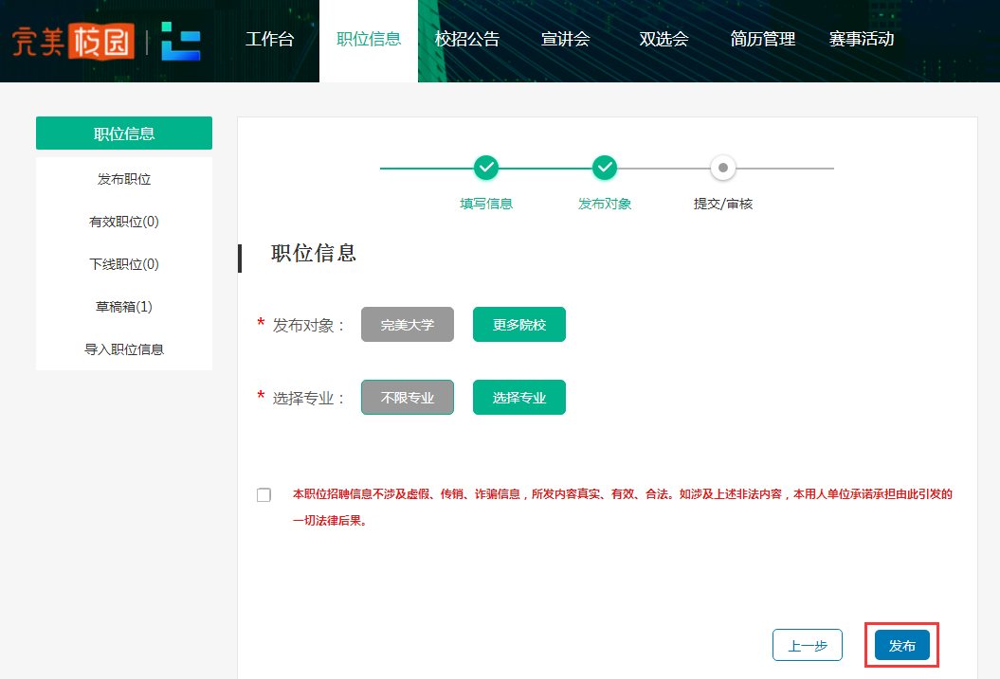 完美校园
工作台 职位信息 校招公告 宣讲会 双选会 简历管理 赛事活动
职位信息
发布职位
有效职位(0)
下线职位(0)
草稿箱(1)
导入职位信息
填写信息 发布对象 提交/审核
职位信息
* 发布对象： 完美大学 更多院校
* 选择专业： 不限专业 选择专业
本职位招聘信息不涉及虚假、传销、诈骗信息，所发内容真实、有效、合法。如涉及上述非法内容，本用人单位承诺承担由此引发的
一切法律后果。
上一步 发布